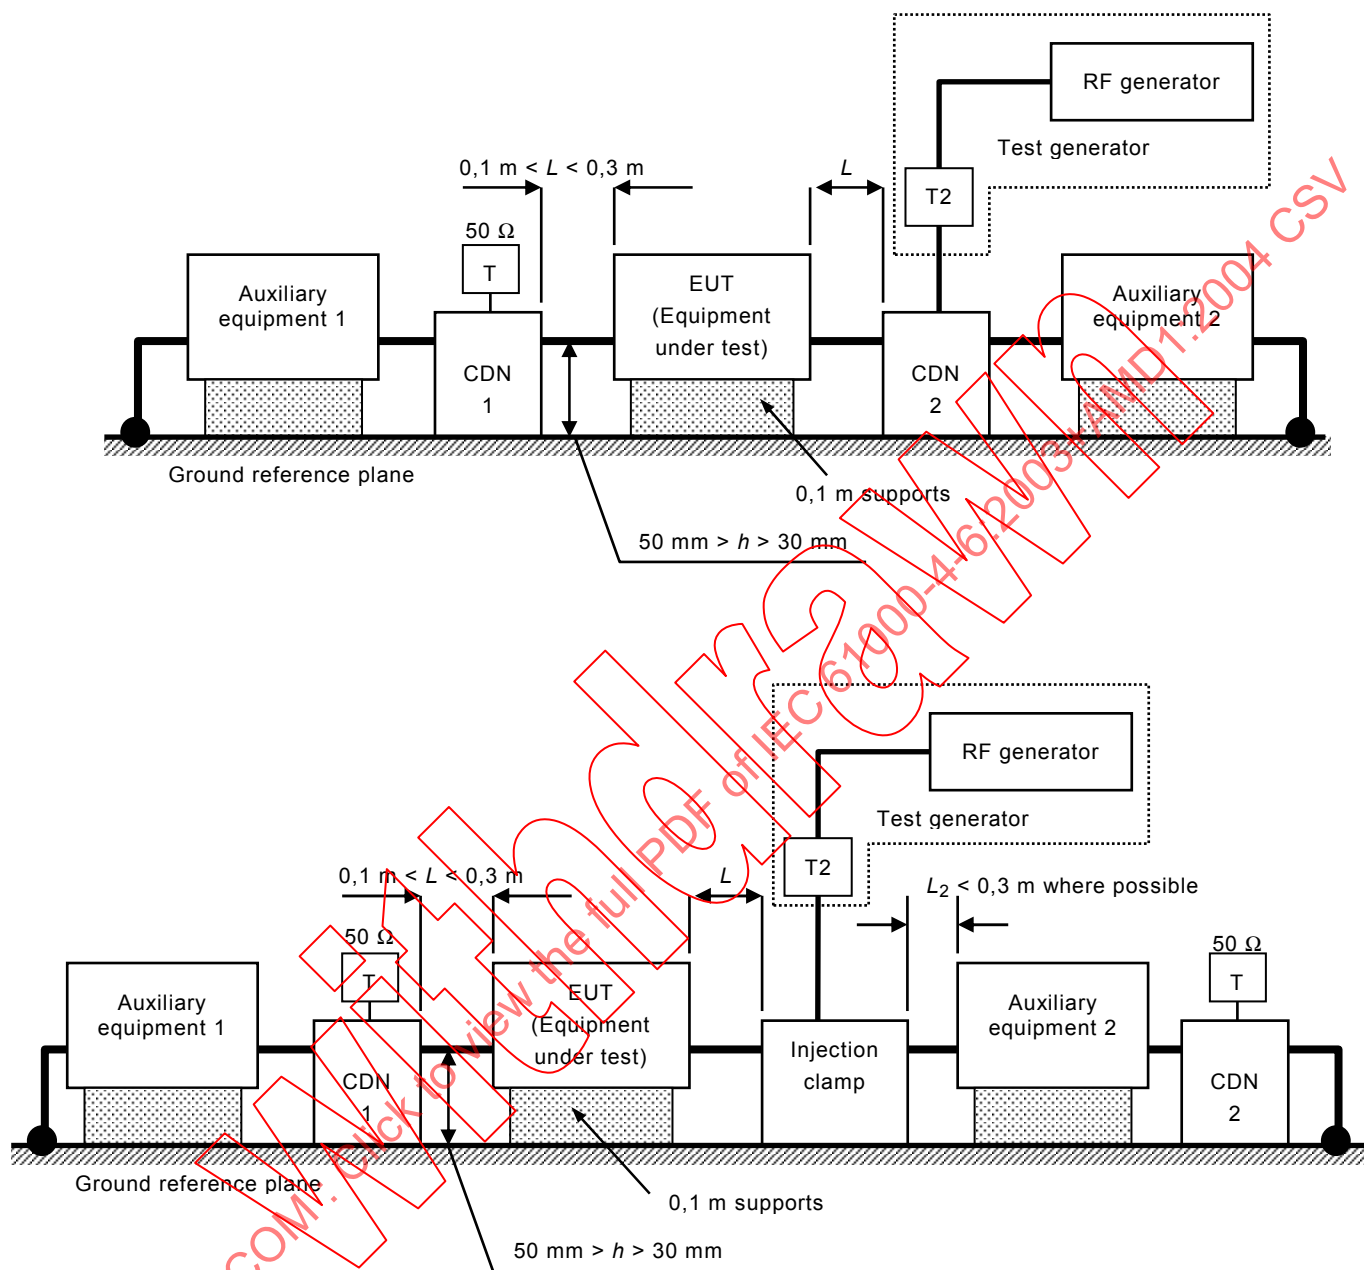 RF generator
Test generator
0,1 m < L < 0,3 m
L
T2
50 Ω
T
Auxiliary
equipment 1
EUT
(Equipment
under test)
Auxiliary
equipment 2
CDN
1
CDN
2
Ground reference plane
0,1 m supports
50 mm > h > 30 mm
RF generator
Test generator
0,1 m < L < 0,3 m
L
T2
L2 < 0,3 m where possible
50 Ω
T
50 Ω
T
Auxiliary
equipment 1
EUT
(Equipment
under test)
Auxiliary
equipment 2
Injection
clamp
CDN
1
CDN
2
Ground reference plane
0,1 m supports
50 mm > h > 30 mm
Withdrawn
COM: Click to view the full PDF of IEC 61000-4-6:2003+AMD1:2004 CSV